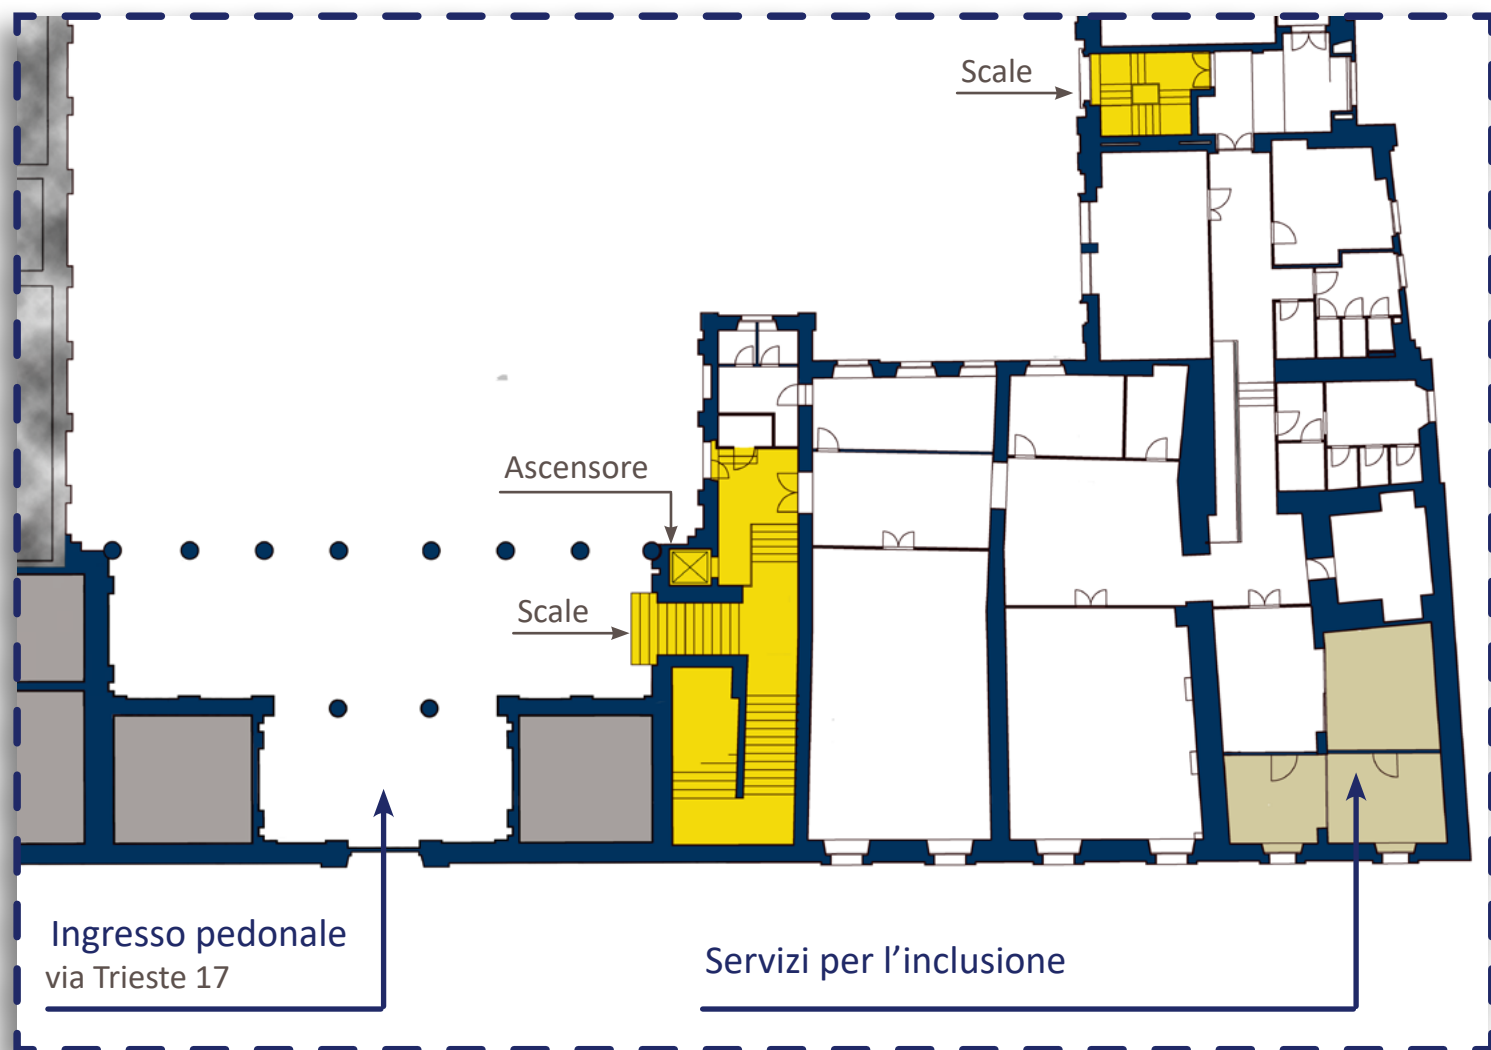 Scale
Ascensore
Scale
Ingresso pedonale
via Trieste 17
Servizi per l'inclusione